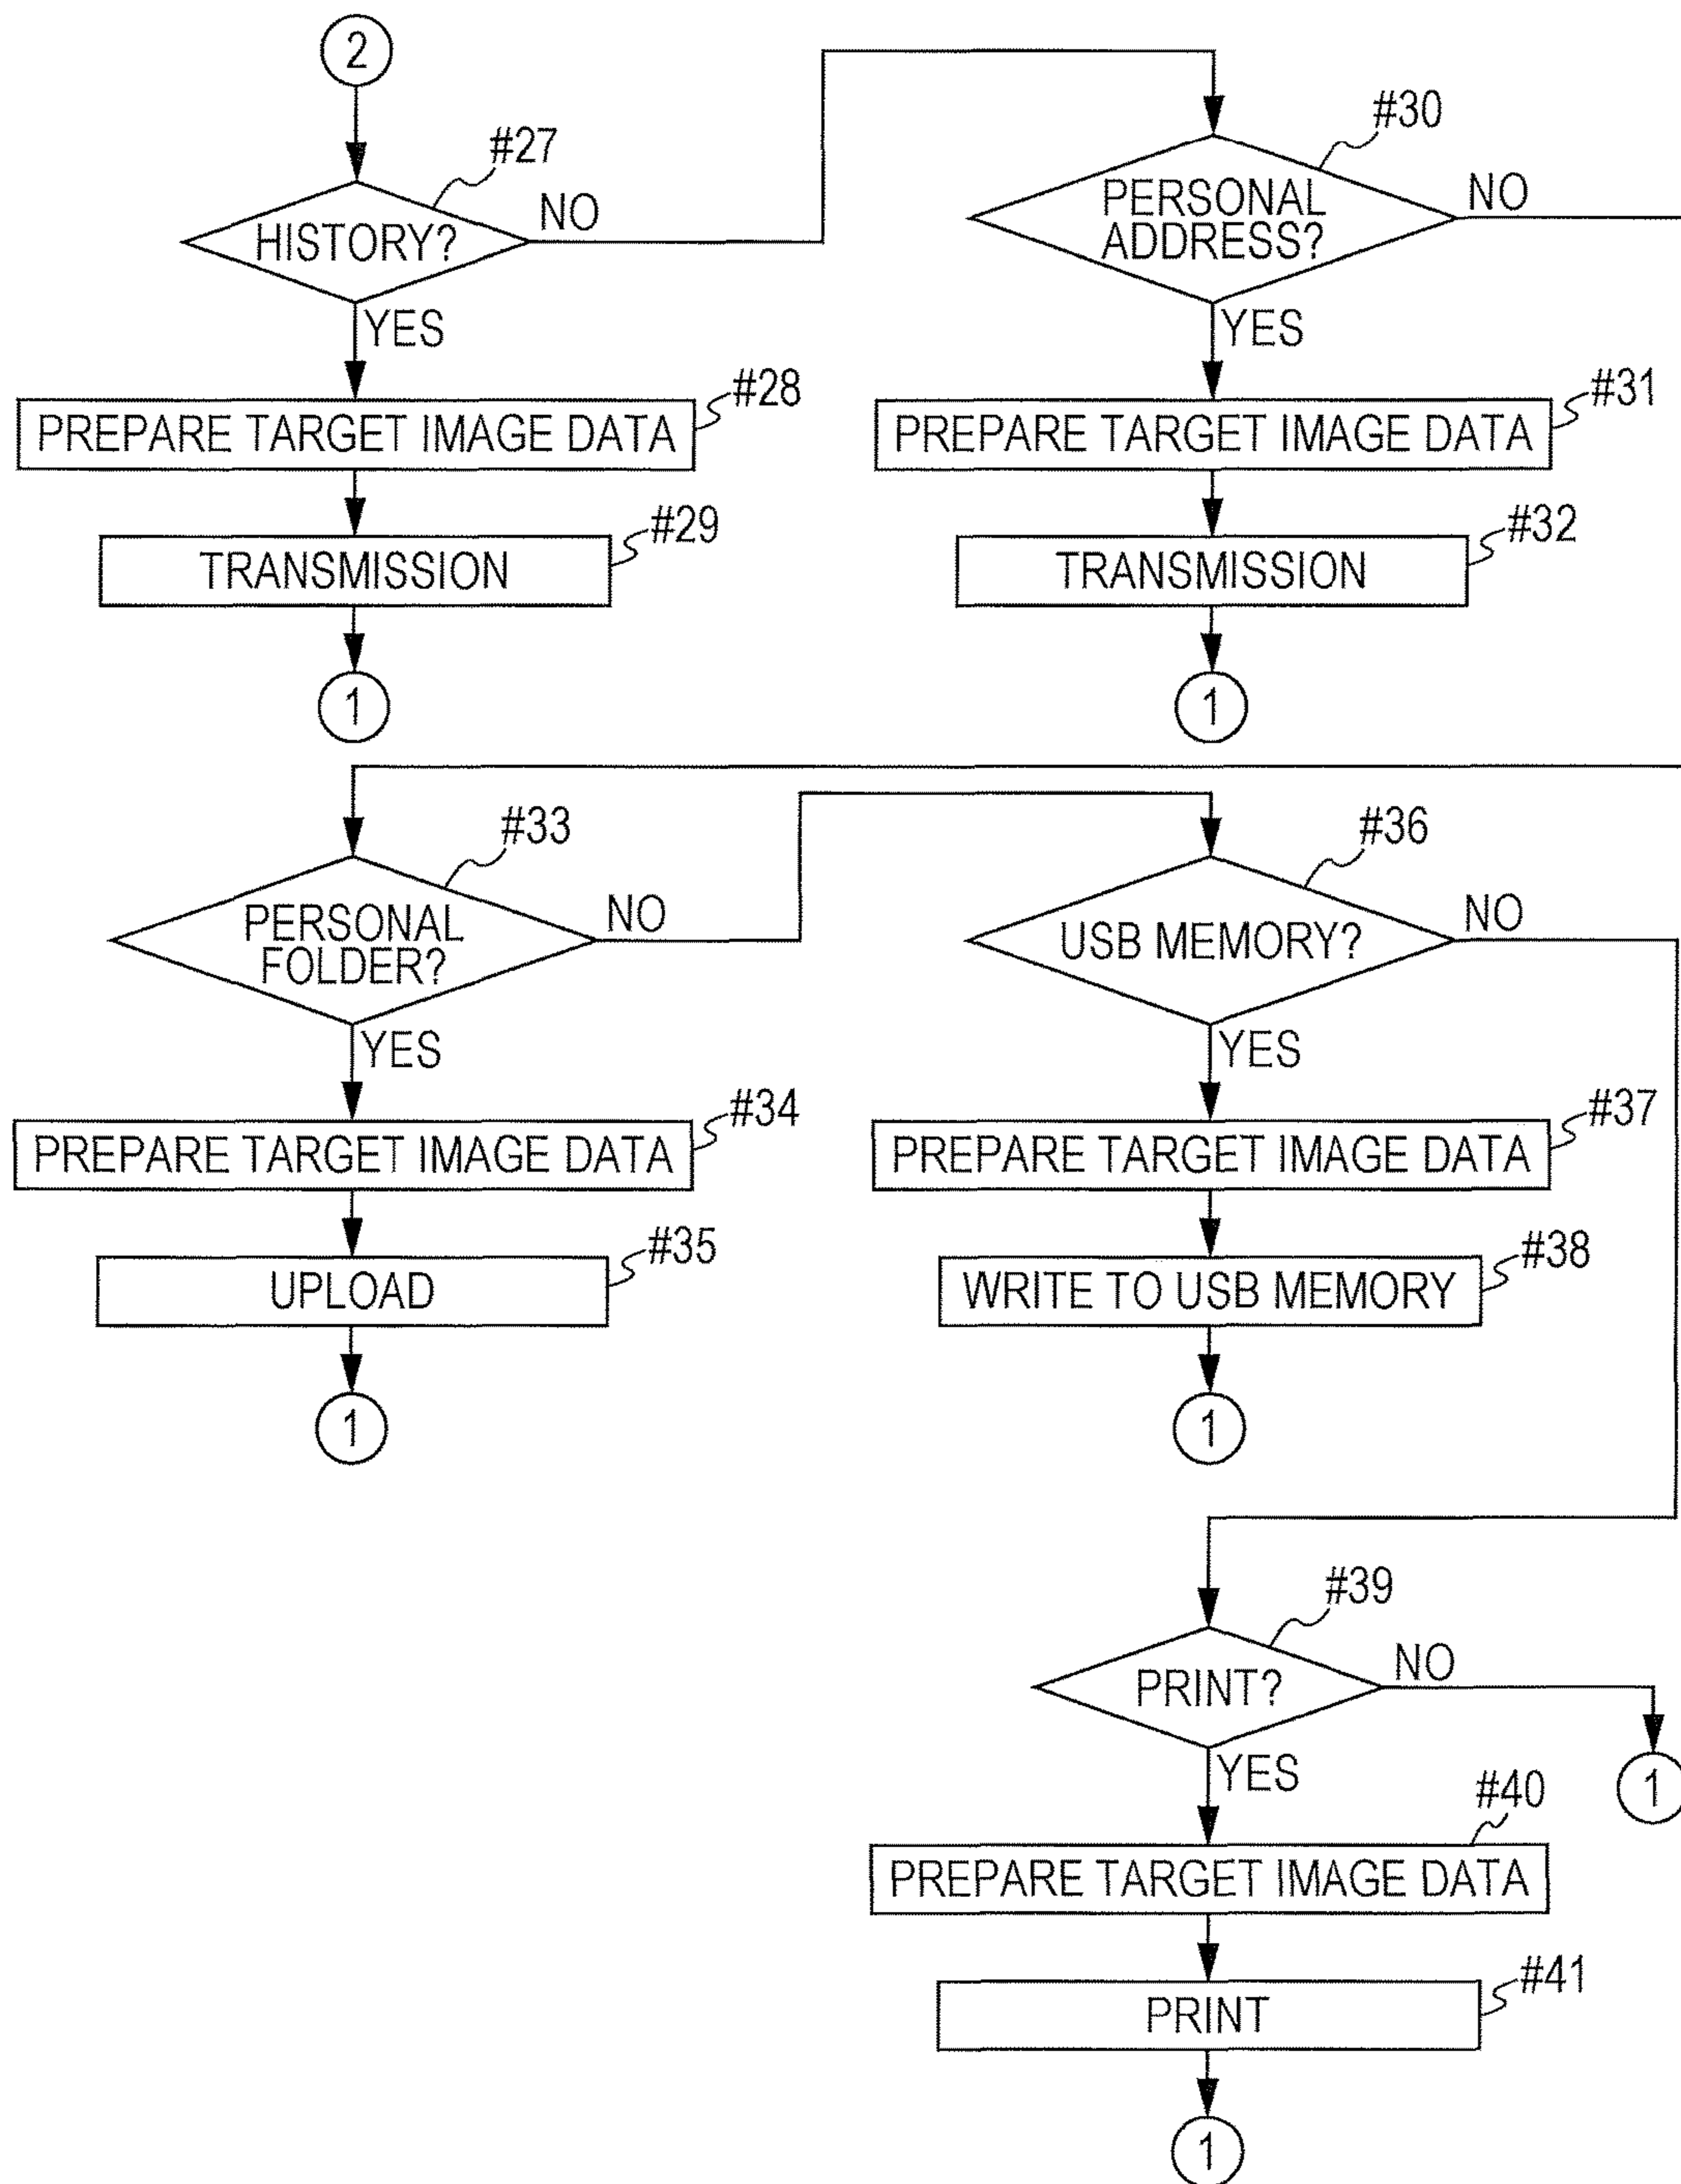 2
#27
HISTORY?
NO
YES
#28
PREPARE TARGET IMAGE DATA
#29
TRANSMISSION
1
#30
PERSONAL
ADDRESS?
NO
YES
#31
PREPARE TARGET IMAGE DATA
#32
TRANSMISSION
1
#33
PERSONAL
FOLDER?
NO
YES
#34
PREPARE TARGET IMAGE DATA
#35
UPLOAD
1
#36
USB MEMORY?
NO
YES
#37
PREPARE TARGET IMAGE DATA
#38
WRITE TO USB MEMORY
1
#39
PRINT?
NO
1
YES
#40
PREPARE TARGET IMAGE DATA
#41
PRINT
1